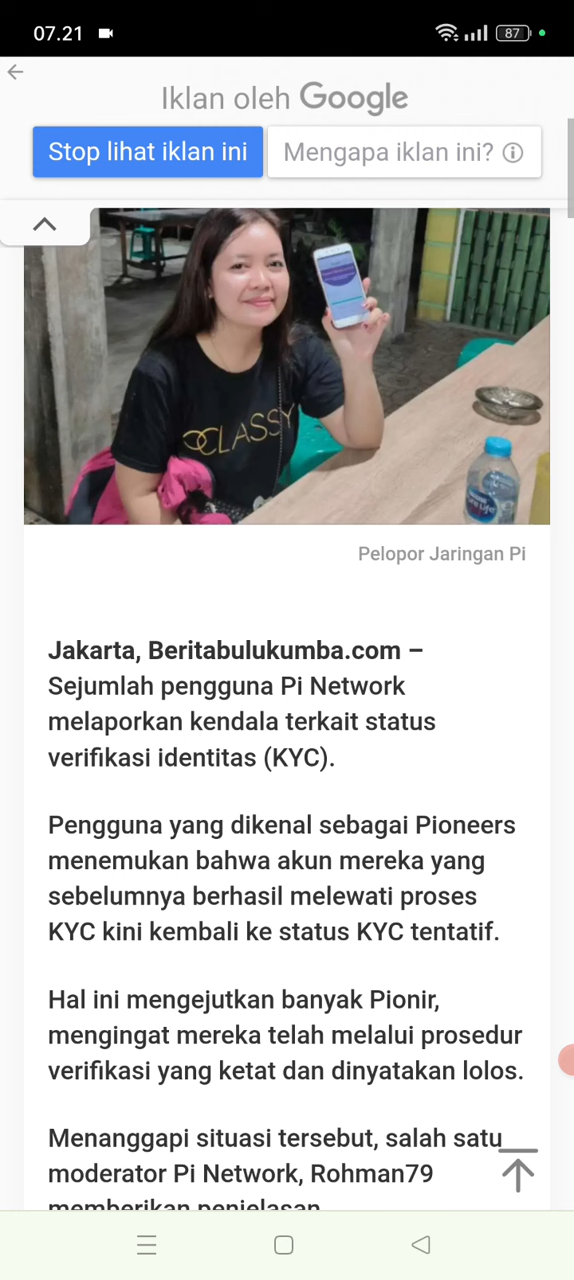 07.21
87
Iklan oleh Google
Stop lihat iklan ini
Mengapa iklan ini?
CLASSY
Pelopor Jaringan Pi
Jakarta, Beritabulukumba.com –
Sejumlah pengguna Pi Network
melaporkan kendala terkait status
verifikasi identitas (KYC).
Pengguna yang dikenal sebagai Pioneers
menemukan bahwa akun mereka yang
sebelumnya berhasil melewati proses
KYC kini kembali ke status KYC tentatif.
Hal ini mengejutkan banyak Pionir,
mengingat mereka telah melalui prosedur
verifikasi yang ketat dan dinyatakan lolos.
Menanggapi situasi tersebut, salah satu
moderator Pi Network, Rohman79
memberikan penjelasan